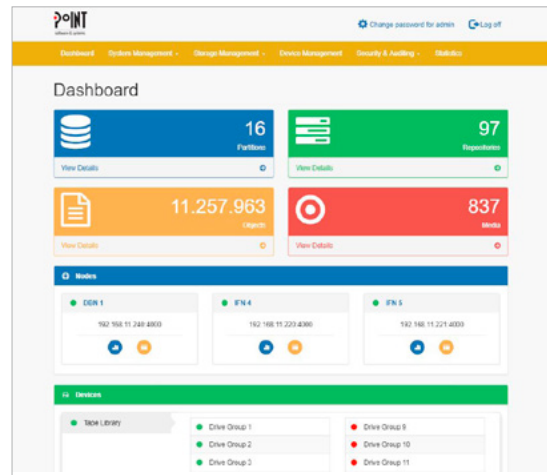 PoINT
software & systems
Change password for admin Log off
Dashboard System Management Storage Management Device Management Security & Auditing Statistics
Dashboard
16
Partitions
View Details
97
Repositories
View Details
11.257.963
Objects
View Details
837
Media
View Details
Nodes
DBN 1
192.168.11.240:4000
IFN 4
192.168.11.220:4000
IFN 5
192.168.11.221:4000
Devices
Tape Library
Drive Group 1
Drive Group 2
Drive Group 3
Drive Group 9
Drive Group 10
Drive Group 11